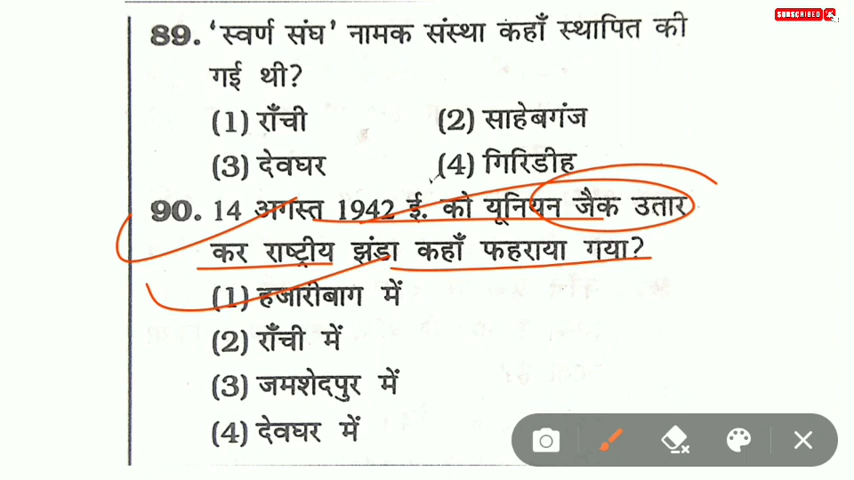 SUBSCRIBED
89. 'स्वर्ण संघ' नामक संस्था कहाँ स्थापित की
गई थी?
(1) राँची (2) साहेबगंज
(3) देवघर (4) गिरिडीह
90. 14 अगस्त 1942 ई. को यूनियन जैक उतार
कर राष्ट्रीय झंडा कहाँ फहराया गया?
(1) हजारीबाग में
(2) राँची में
(3) जमशेदपुर में
(4) देवघर में